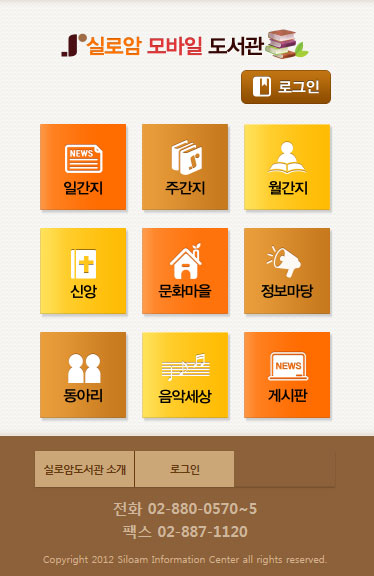 실로암 모바일 도서관
로그인
NEWS
일간지 주간지 월간지
신앙 문화마을 정보마당
NEWS
동아리 음악세상 게시판
실로암도서관 소개 로그인
전화 02-880-0570~5
팩스 02-887-1120
Copyright 2012 Siloam Information Center all rights reserved.